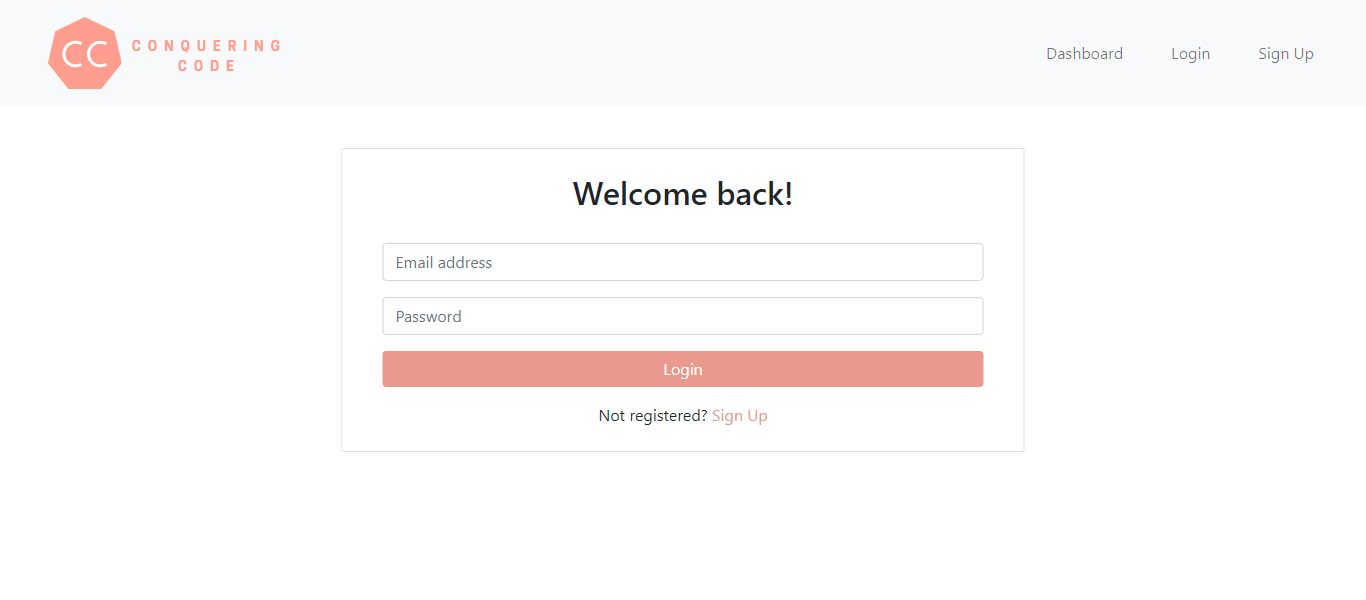 CC
CONQUERING
CODE
Dashboard Login Sign Up
Welcome back!
Email address
Password
Login
Not registered? Sign Up